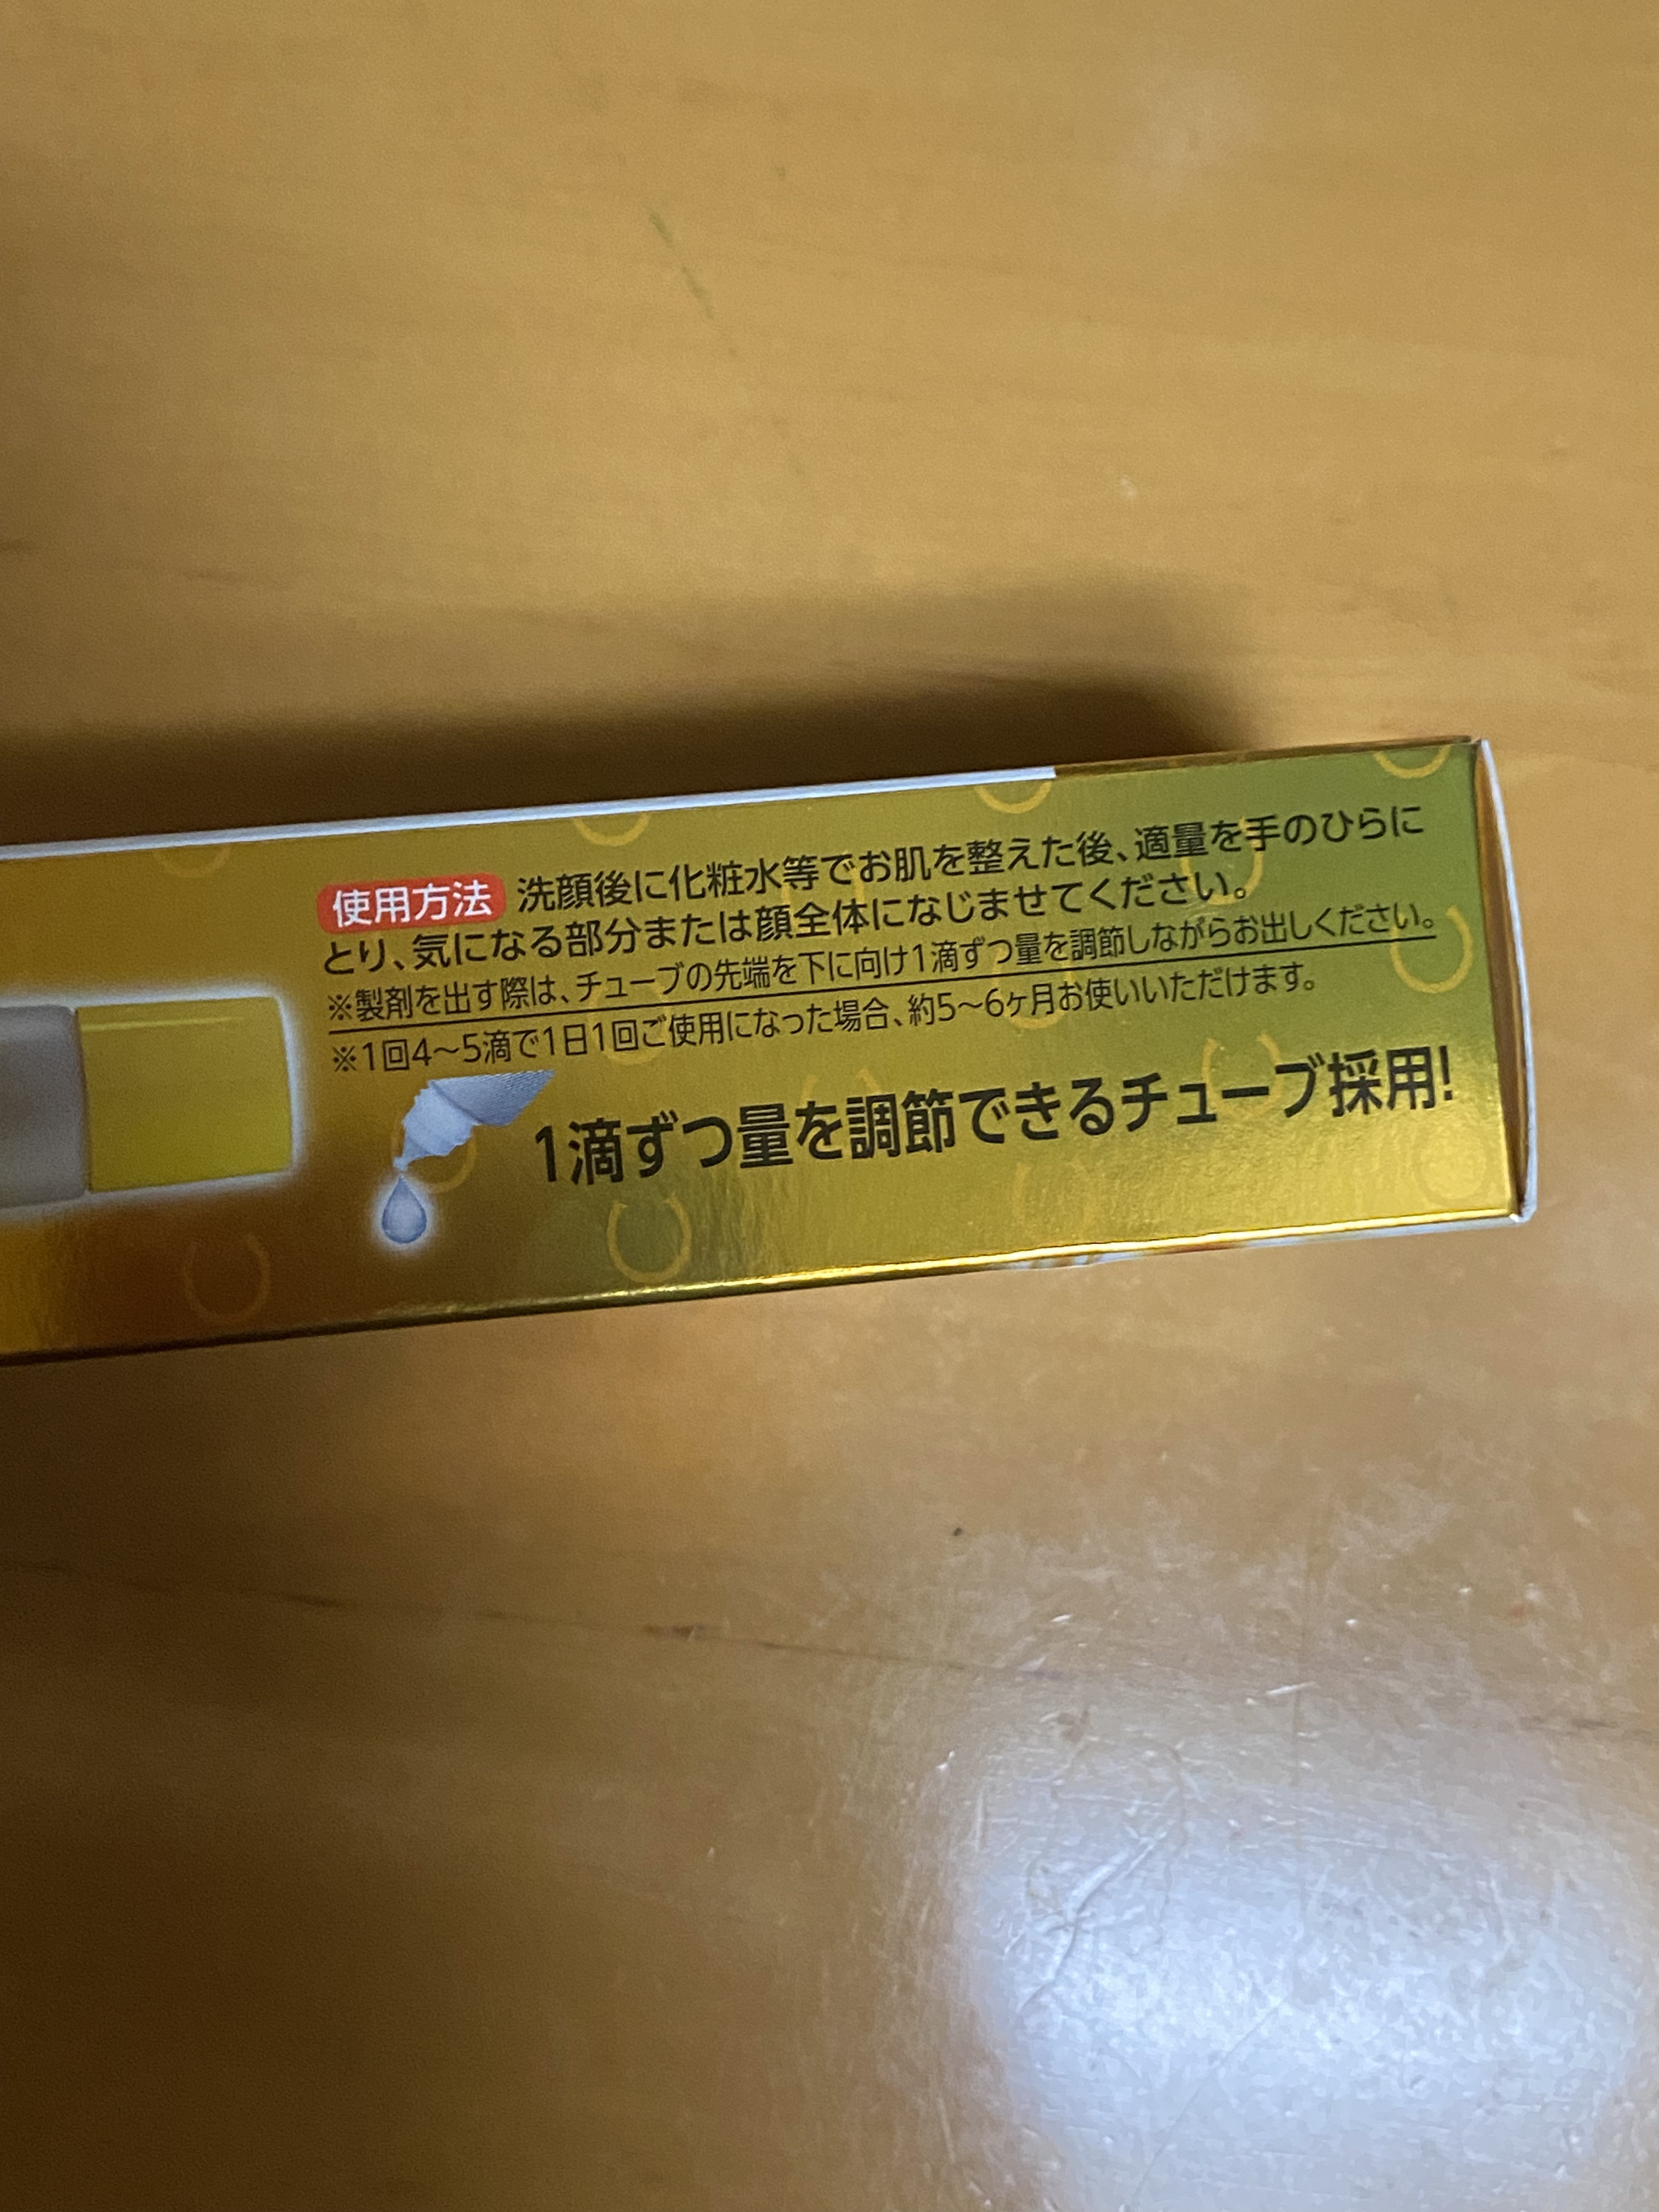 使用方法 洗顔後に化粧水等でお肌を整えた後、適量を手のひらに
とり、気になる部分または顔全体になじませてください。
※製剤を出す際は、チューブの先端を下に向け1滴ずつ量を調節しながらお出しください。
※1回4〜5滴で1日1回ご使用になった場合、約5〜6ヶ月お使いいただけます。
1滴ずつ量を調節できるチューブ採用!